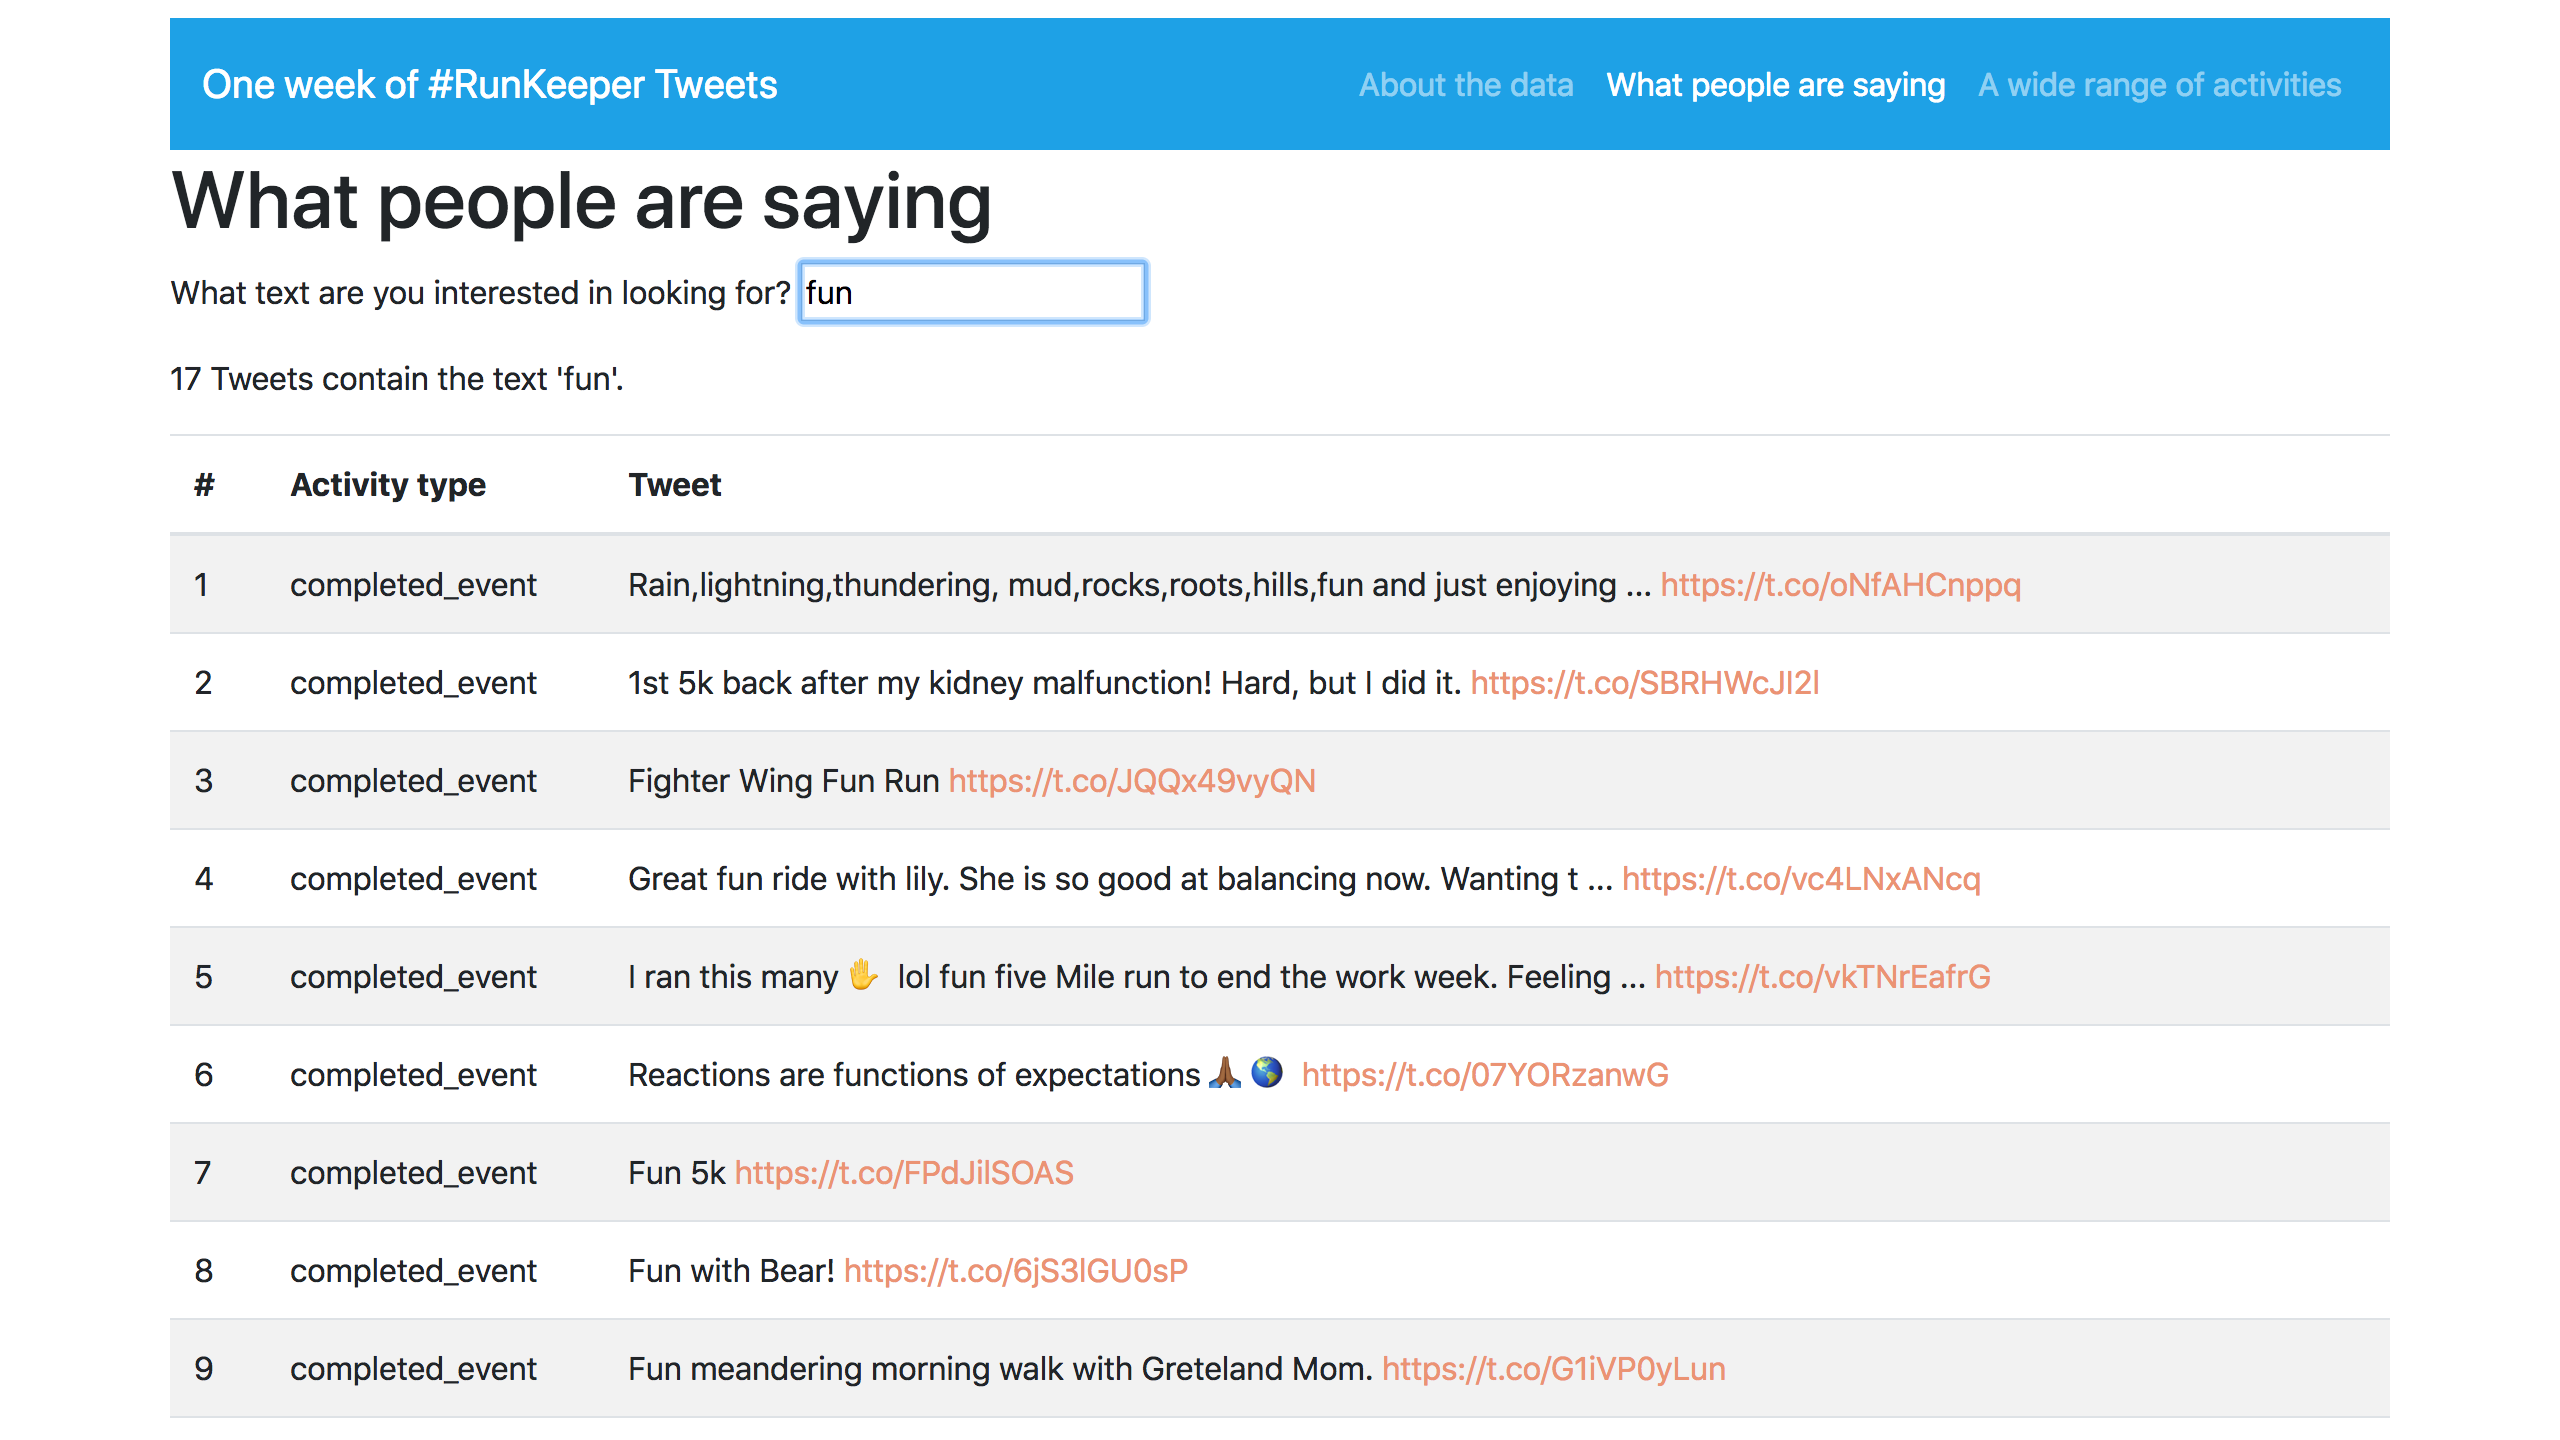 One week of #RunKeeper Tweets About the data What people are saying A wide range of activities
What people are saying
What text are you interested in looking for? fun
17 Tweets contain the text 'fun'.
# Activity type Tweet
1 completed_event Rain,lightning,thundering, mud,rocks,roots,hills,fun and just enjoying ... https://t.co/oNfAHCnppq
2 completed_event 1st 5k back after my kidney malfunction! Hard, but I did it. https://t.co/SBRHWcJI2l
3 completed_event Fighter Wing Fun Run https://t.co/JQQx49vyQN
4 completed_event Great fun ride with lily. She is so good at balancing now. Wanting t ... https://t.co/vc4LNxANcq
5 completed_event I ran this many ✋ lol fun five Mile run to end the work week. Feeling ... https://t.co/vkTNrEafrG
6 completed_event Reactions are functions of expectations 🙏🏾 🌎 https://t.co/07YORzanwG
7 completed_event Fun 5k https://t.co/FPdJilSOAS
8 completed_event Fun with Bear! https://t.co/6jS3lGU0sP
9 completed_event Fun meandering morning walk with Greteland Mom. https://t.co/G1iVP0yLun